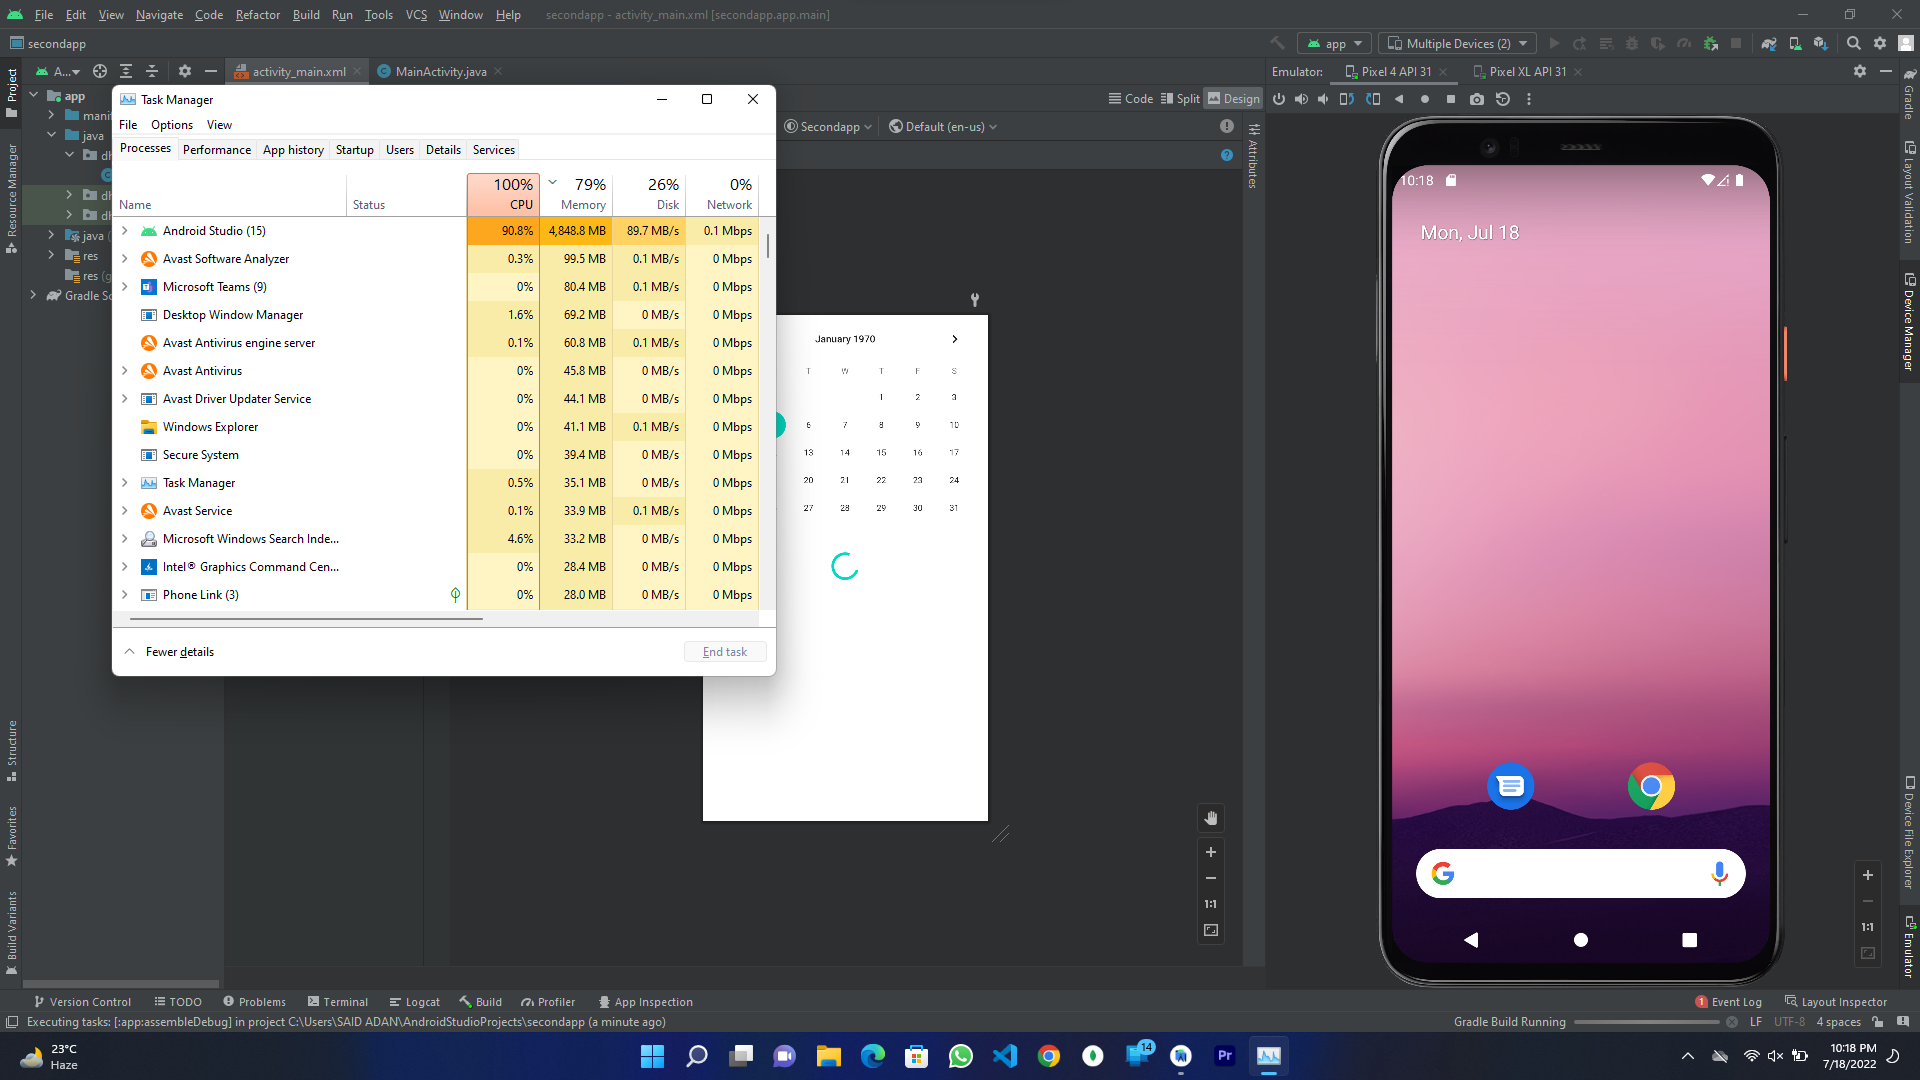 File Edit View Navigate Code Refactor Build Run Tools VCS Window Help secondapp - activity_main.xml [secondapp.app.main]
secondapp
app
Multiple Devices (2)
Project
A...
activity_main.xml
MainActivity.java
Emulator:
Pixel 4 API 31
Pixel XL API 31
app
java
java (
res
res (g
Gradle Sc
Resource Manager
Structure
Favorites
Build Variants
Task Manager
File Options View
Processes Performance App history Startup Users Details Services
100% 79% 26% 0%
Name Status CPU Memory Disk Network
Android Studio (15) 90.8% 4,848.8 MB 89.7 MB/s 0.1 Mbps
Avast Software Analyzer 0.3% 99.5 MB 0.1 MB/s 0 Mbps
Microsoft Teams (9) 0% 80.4 MB 0.1 MB/s 0 Mbps
Desktop Window Manager 1.6% 69.2 MB 0 MB/s 0 Mbps
Avast Antivirus engine server 0.1% 60.8 MB 0.1 MB/s 0 Mbps
Avast Antivirus 0% 45.8 MB 0 MB/s 0 Mbps
Avast Driver Updater Service 0% 44.1 MB 0 MB/s 0 Mbps
Windows Explorer 0% 41.1 MB 0.1 MB/s 0 Mbps
Secure System 0% 39.4 MB 0 MB/s 0 Mbps
Task Manager 0.5% 35.1 MB 0 MB/s 0 Mbps
Avast Service 0.1% 33.9 MB 0.1 MB/s 0 Mbps
Microsoft Windows Search Inde... 4.6% 33.2 MB 0 MB/s 0 Mbps
Intel® Graphics Command Cen... 0% 28.4 MB 0 MB/s 0 Mbps
Phone Link (3) 0% 28.0 MB 0 MB/s 0 Mbps
Fewer details
End task
Code Split Design
Secondapp Default (en-us)
Attributes
January 1970
T W T F S
1 2 3
6 7 8 9 10
13 14 15 16 17
20 21 22 23 24
27 28 29 30 31
1:1
10:18
Mon, Jul 18
G
1:1
Gradle
Layout Validation
Device Manager
Device File Explorer
Emulator
Version Control TODO Problems Terminal Logcat Build Profiler App Inspection
1 Event Log Layout Inspector
Executing tasks: [:app:assembleDebug] in project C:\Users\SAID ADAN\AndroidStudioProjects\secondapp (a minute ago)
Gradle Build Running
LF UTF-8 4 spaces
23°C
Haze
14
Pr
10:18 PM
7/18/2022